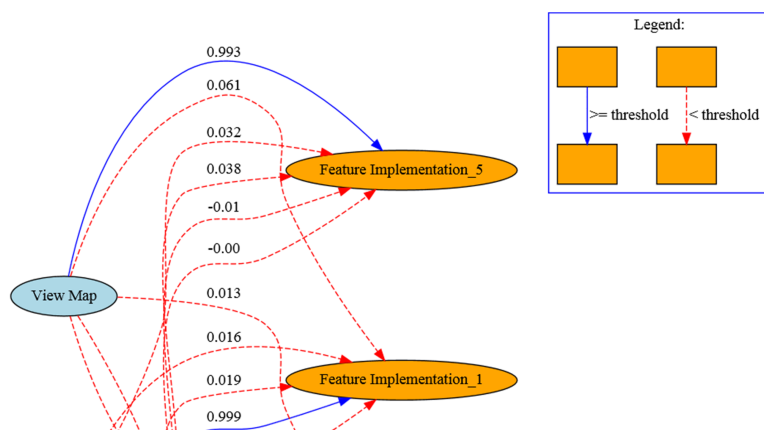 Legend:
>= threshold
< threshold
0.993
0.061
0.032
0.038
-0.01
-0.00
0.013
0.016
0.019
0.999
Feature Implementation_5
View Map
Feature Implementation_1